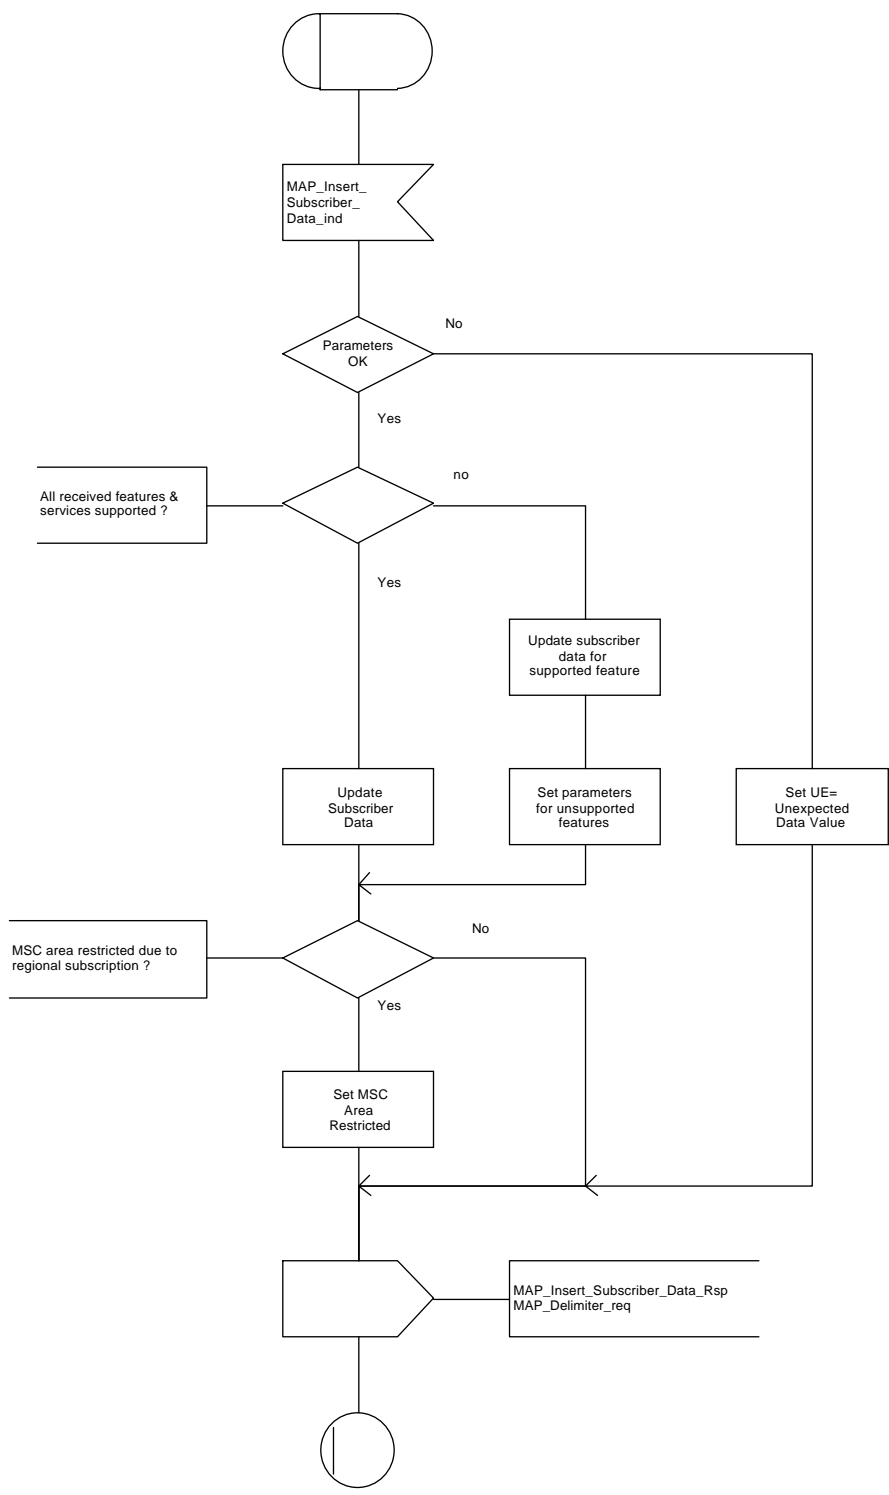 MAP_Insert_
Subscriber_
Data_ind
No
Parameters
OK
Yes
no
All received features &
services supported ?
Yes
Update subscriber
data for
supported feature
Update
Subscriber
Data
Set parameters
for unsupported
features
Set UE=
Unexpected
Data Value
No
MSC area restricted due to
regional subscription ?
Yes
Set MSC
Area
Restricted
MAP_Insert_Subscriber_Data_Rsp
MAP_Delimiter_req